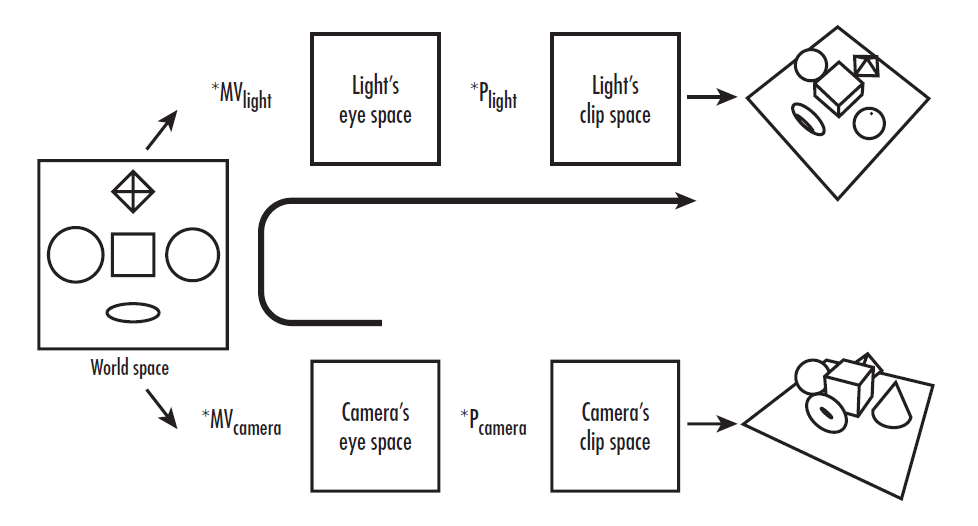 *MVlight
Light's
eye space
*Plight
Light's
clip space
World space
*MVcamera
Camera's
eye space
*Pcamera
Camera's
clip space